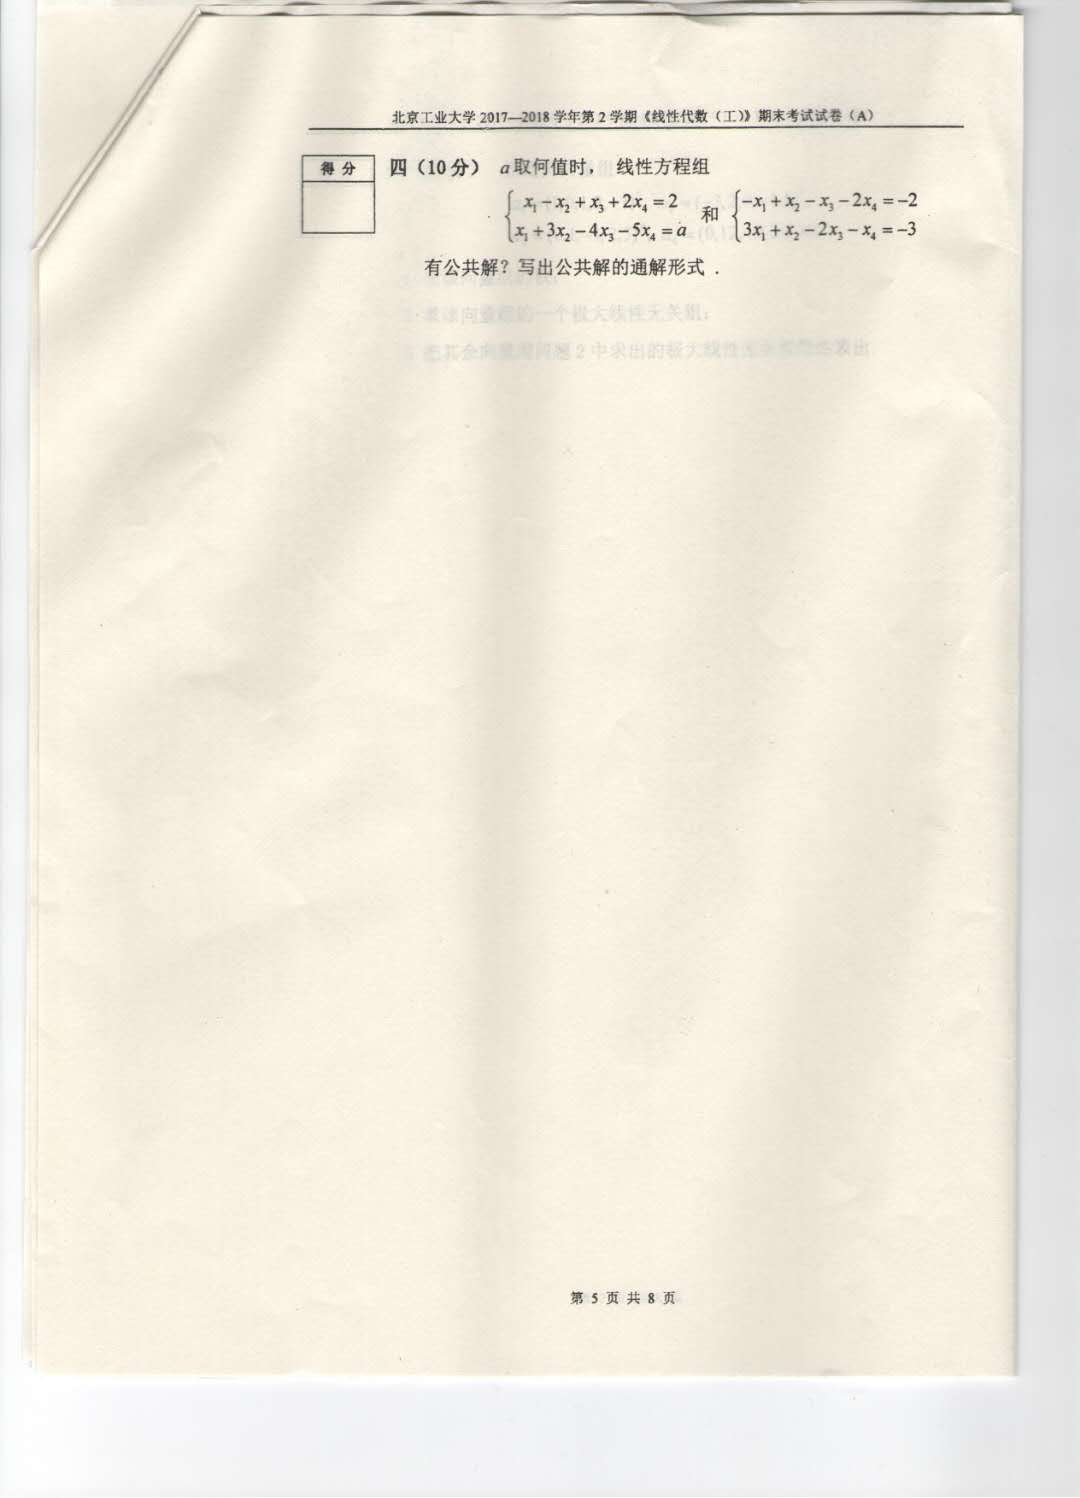 北京工业大学 2017—2018 学年第 2 学期《线性代数（工）》期末考试试卷（A）
得 分
四（10 分） a 取何值时， 线性方程组
x₁ − x₂ + x₃ + 2x₄ = 2
x₁ + 3x₂ − 4x₃ − 5x₄ = a
和
−x₁ + x₂ − x₃ − 2x₄ = −2
3x₁ + x₂ − 2x₃ − x₄ = −3
有公共解？写出公共解的通解形式．
第 5 页 共 8 页